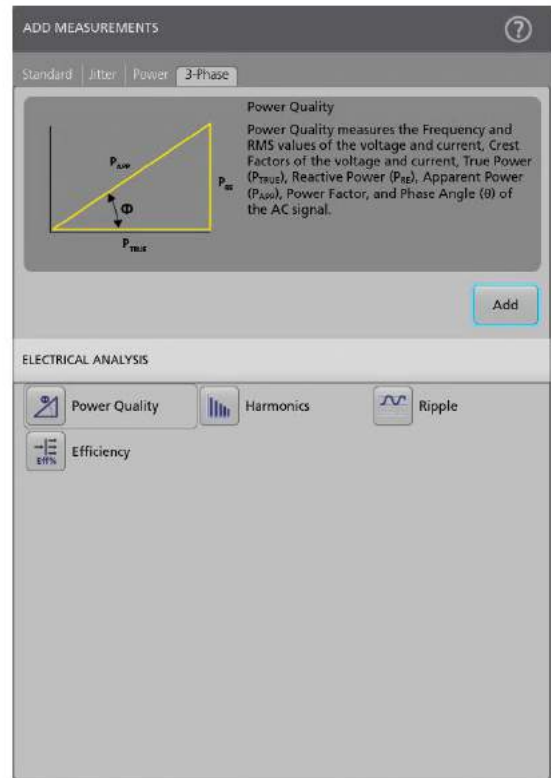 ADD MEASUREMENTS
?
Standard Jitter Power 3-Phase
Power Quality
Power Quality measures the Frequency and
RMS values of the voltage and current, Crest
Factors of the voltage and current, True Power
(PTRUE), Reactive Power (PRE), Apparent Power
(PAPP), Power Factor, and Phase Angle (θ) of
the AC signal.
PAPP
PRE
Φ
PTRUE
Add
ELECTRICAL ANALYSIS
Φ Power Quality
Harmonics
Ripple
Eff% Efficiency